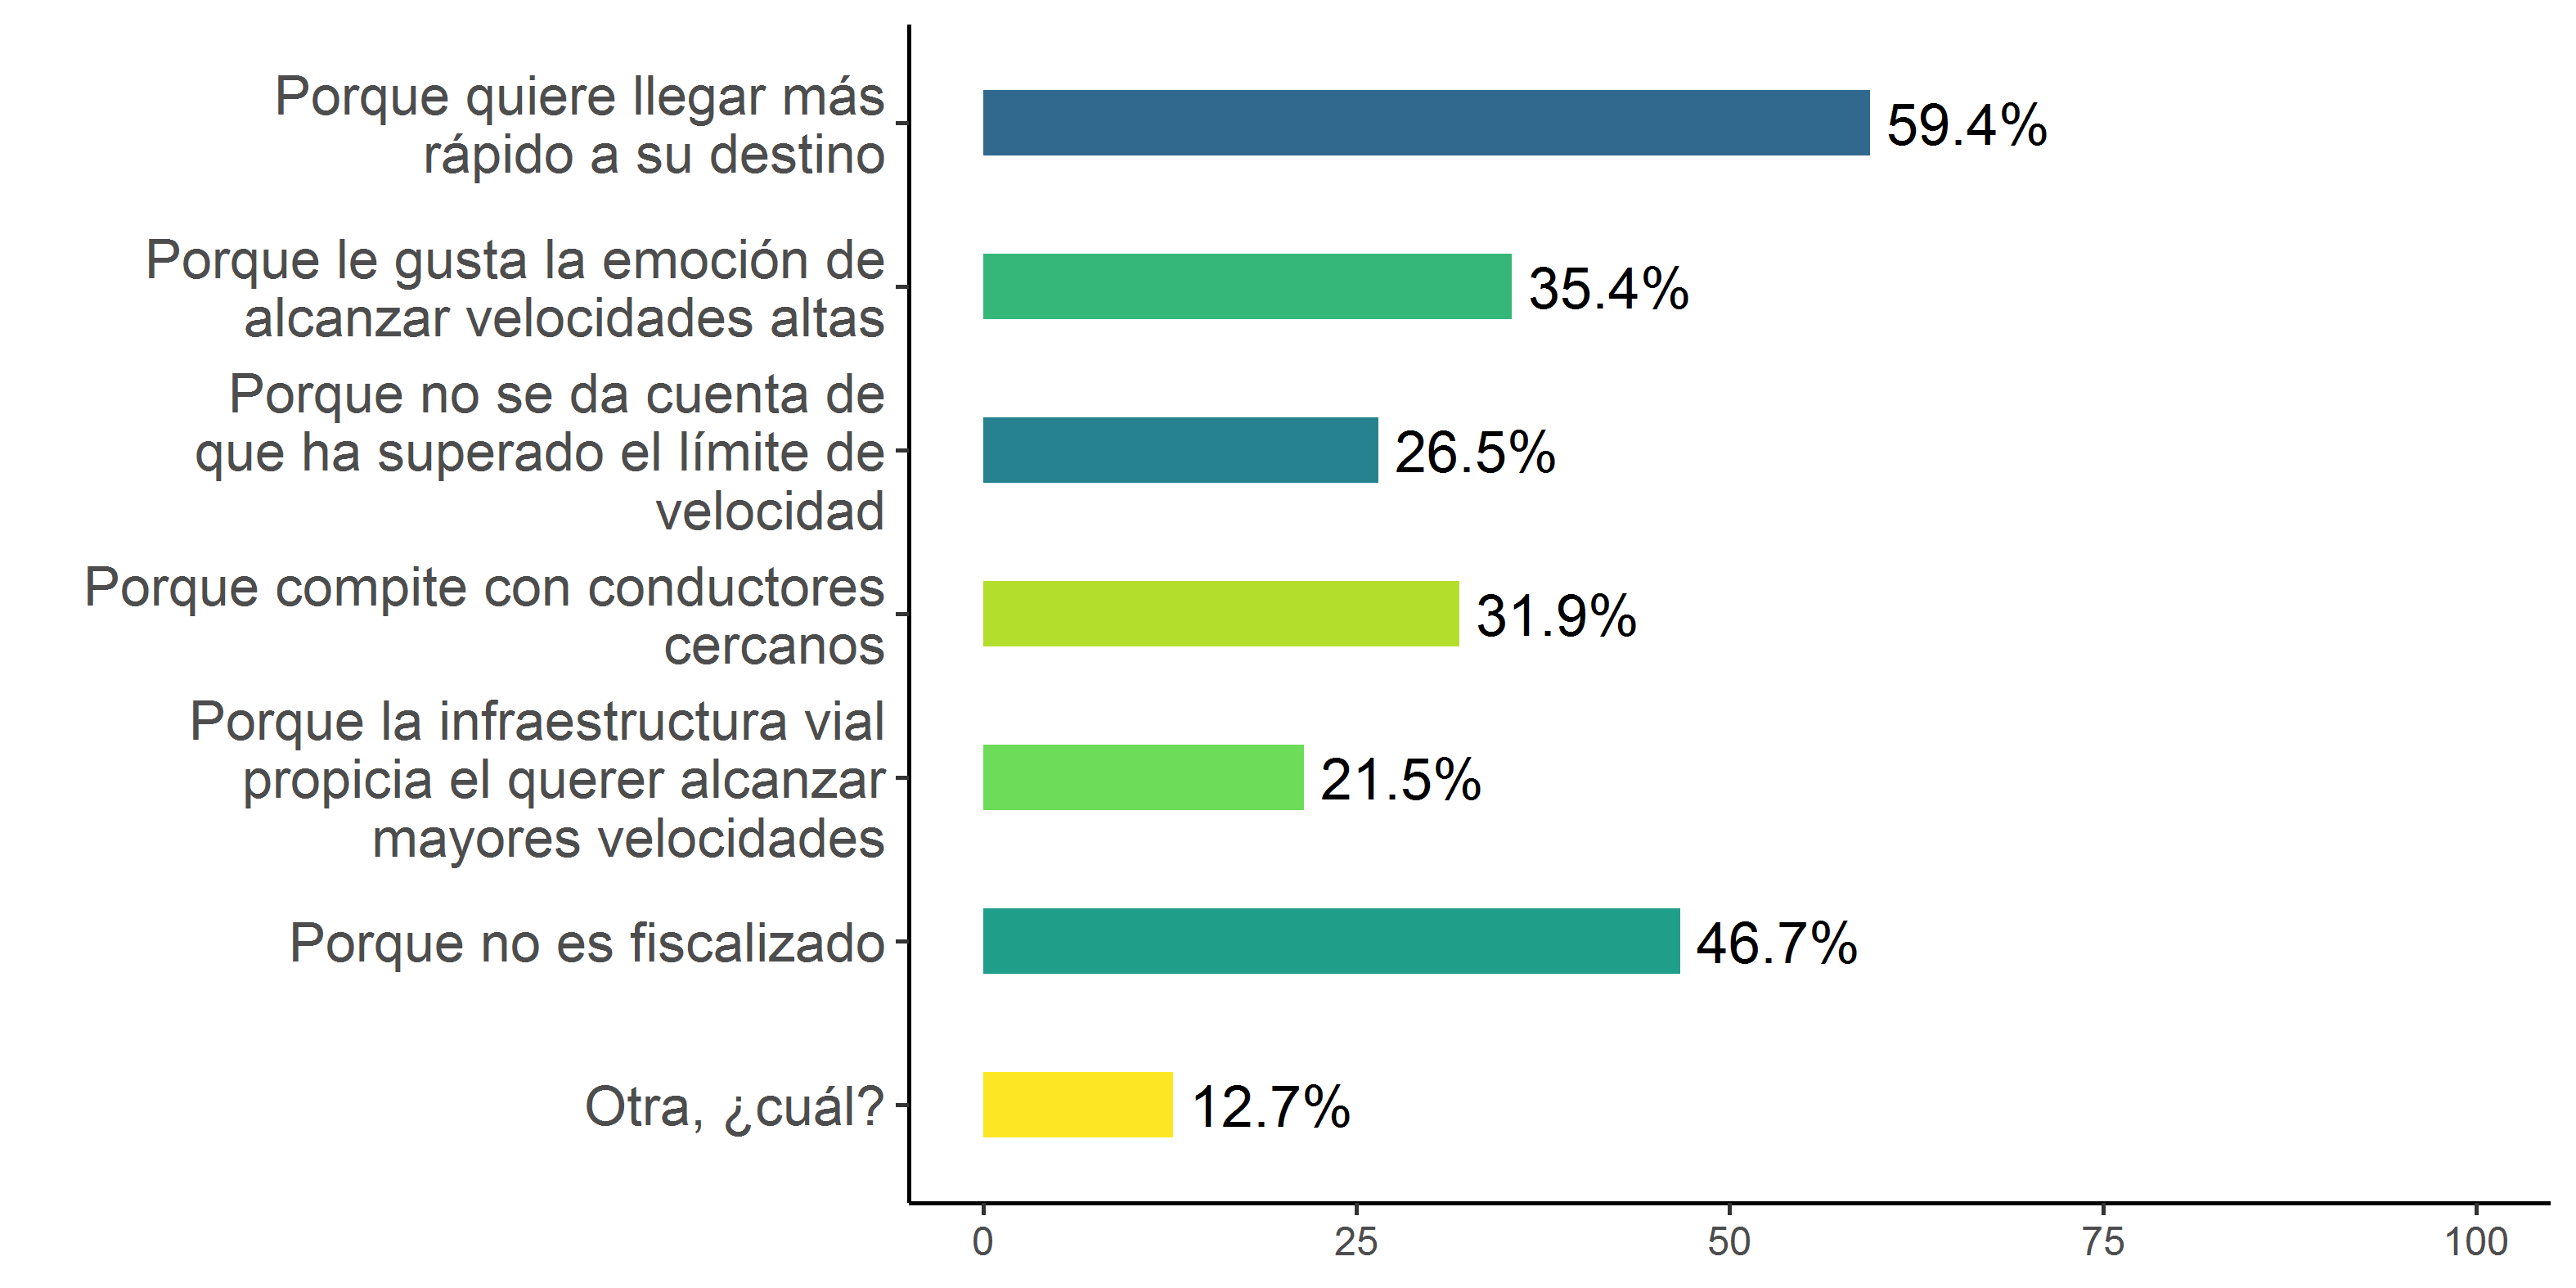 Porque quiere llegar más
rápido a su destino
59.4%
Porque le gusta la emoción de
alcanzar velocidades altas
35.4%
Porque no se da cuenta de
que ha superado el límite de
velocidad
26.5%
Porque compite con conductores
cercanos
31.9%
Porque la infraestructura vial
propicia el querer alcanzar
mayores velocidades
21.5%
Porque no es fiscalizado
46.7%
Otra, ¿cuál?
12.7%
0 25 50 75 100